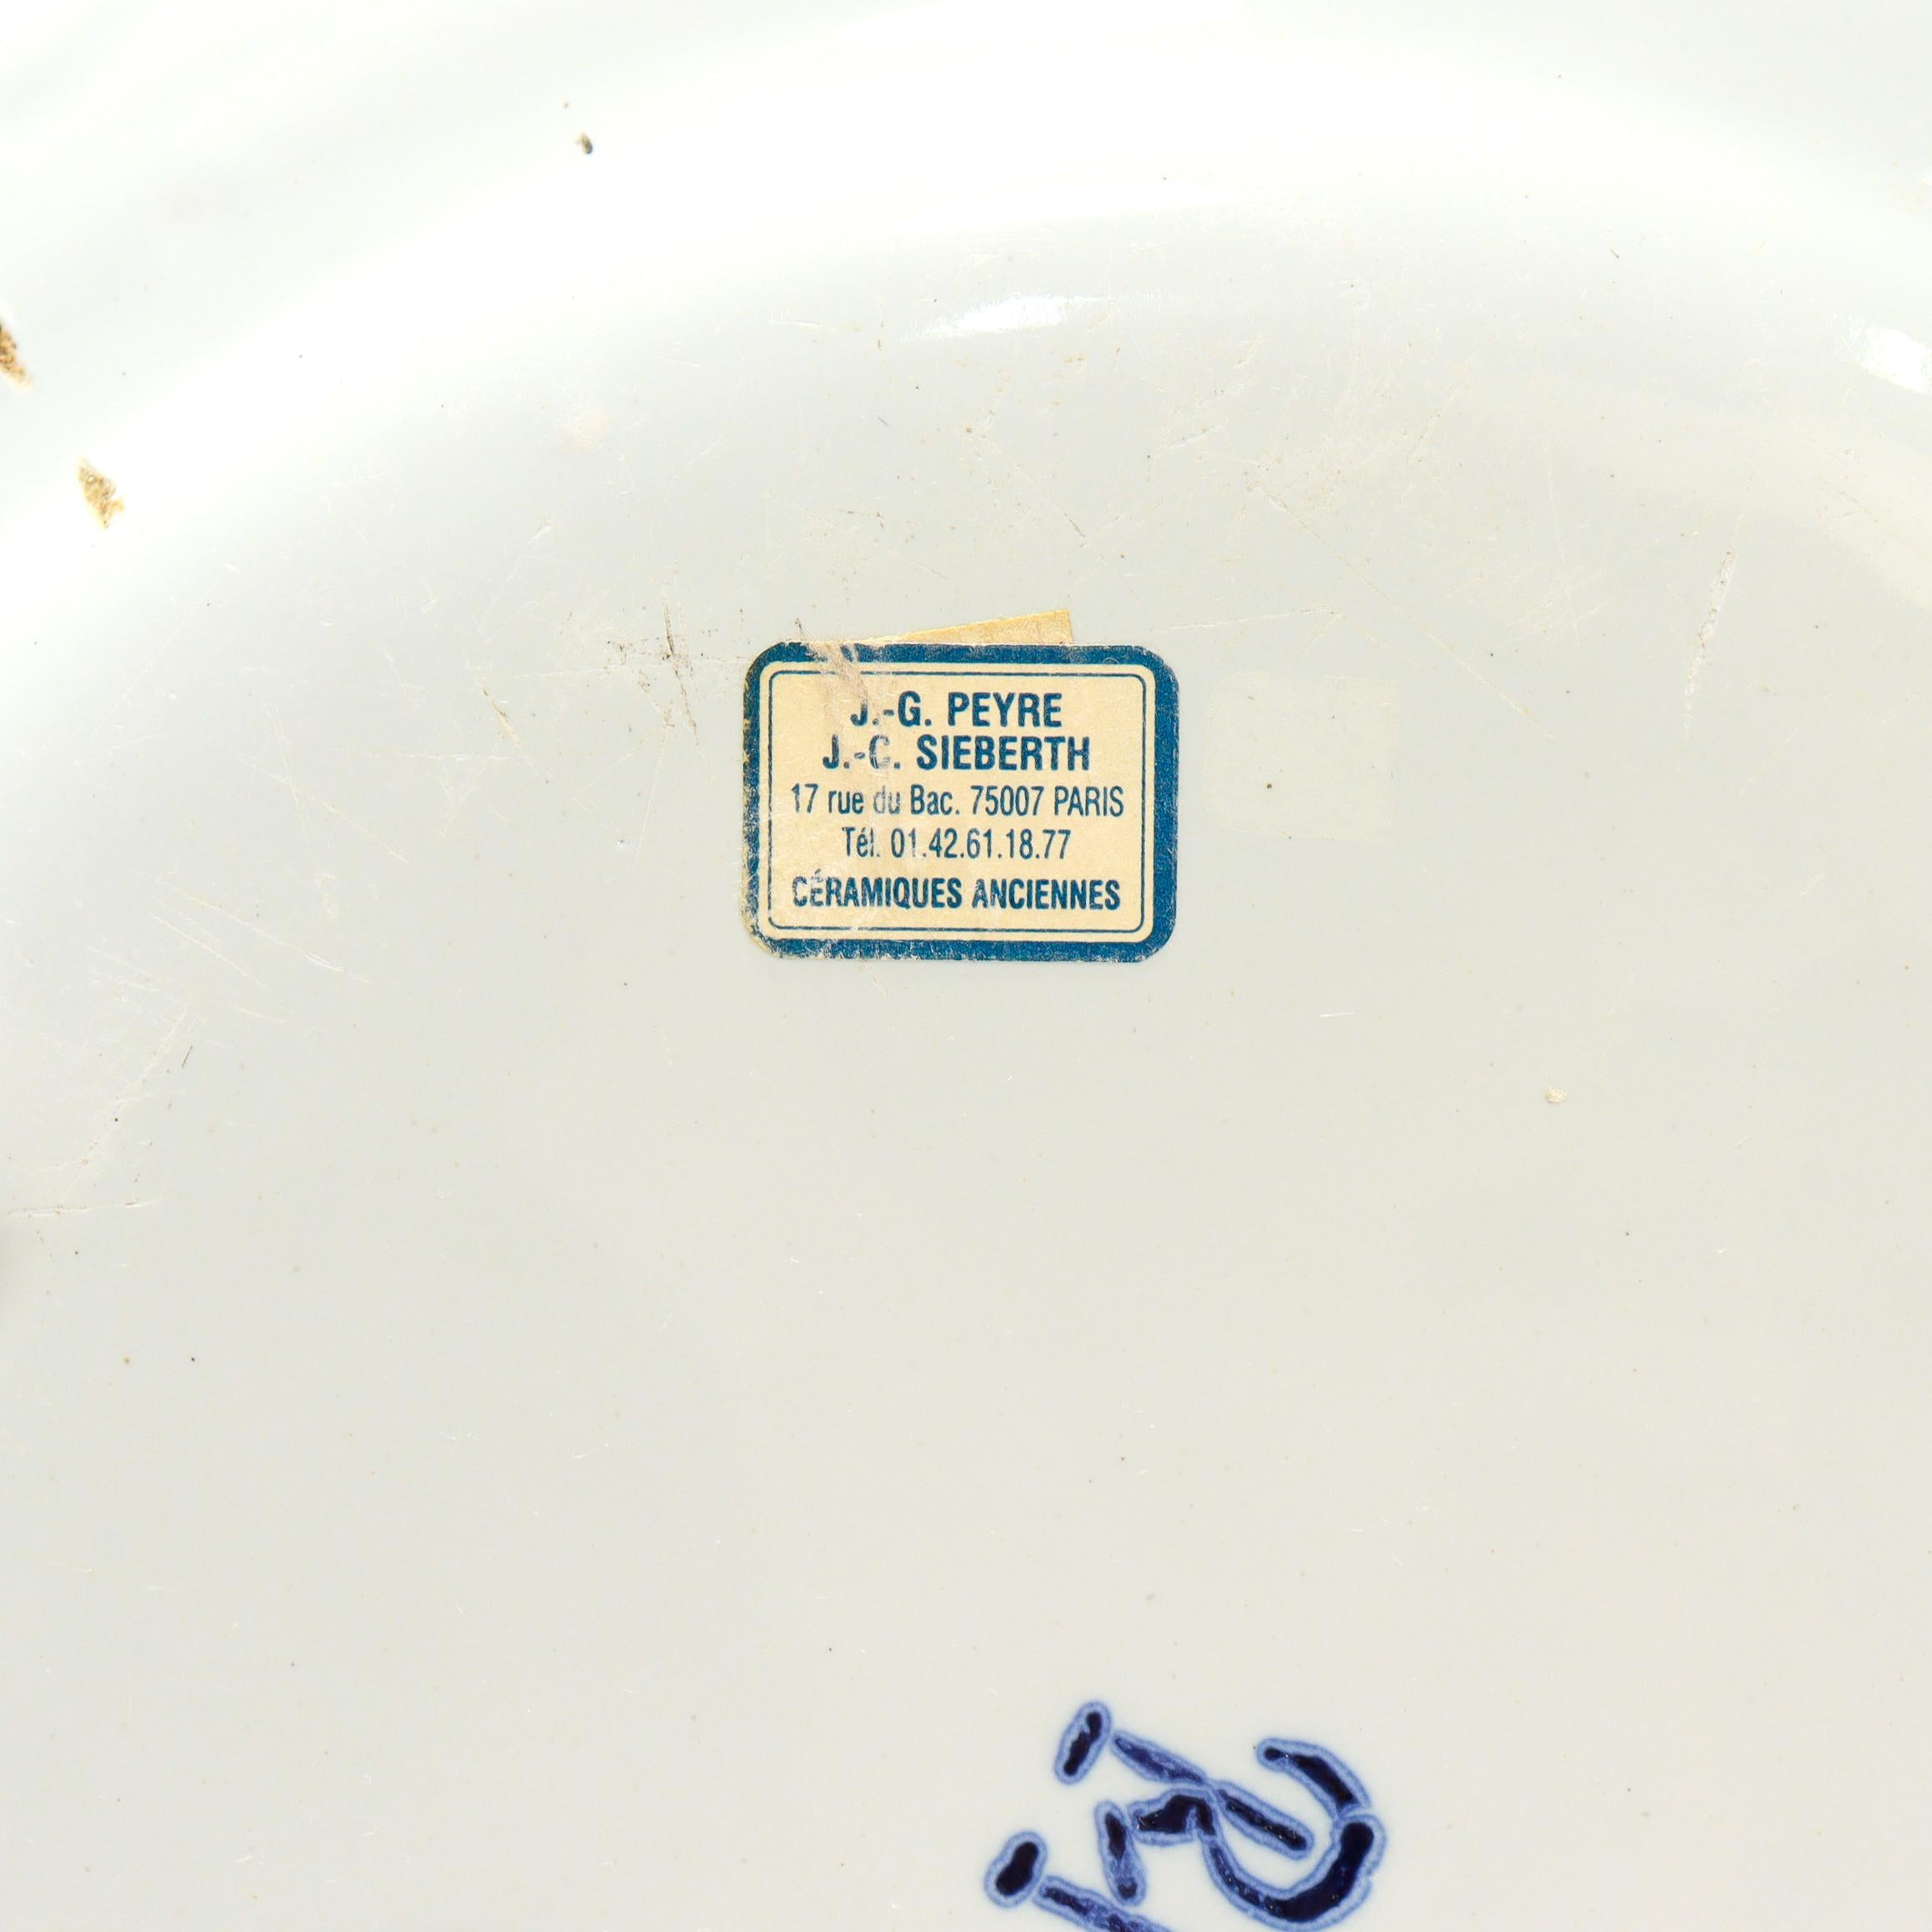 J.-G. PEYRE
J.-C. SIEBERTH
17 rue du Bac. 75007 PARIS
Tél. 01.42.61.18.77
CÉRAMIQUES ANCIENNES